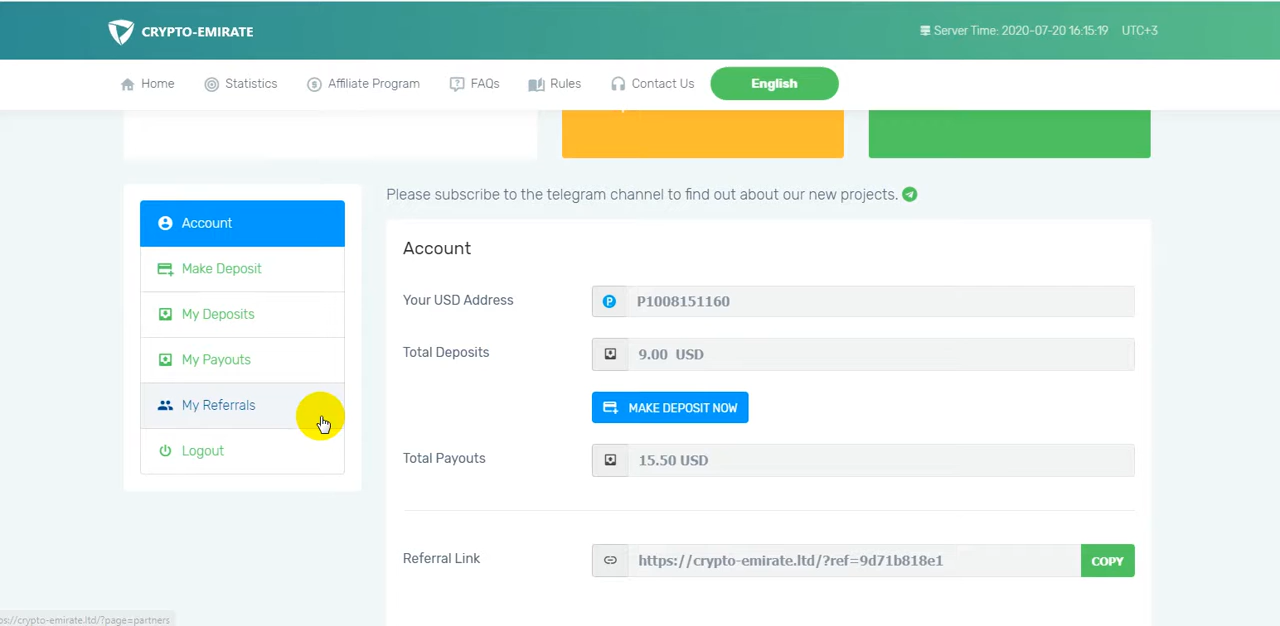 CRYPTO-EMIRATE
Server Time: 2020-07-20 16:15:19 UTC+3
Home Statistics Affiliate Program FAQs Rules Contact Us English
Please subscribe to the telegram channel to find out about our new projects.
Account
Make Deposit
My Deposits
My Payouts
My Referrals
Logout
Account
Your USD Address P1008151160
Total Deposits 9.00 USD
MAKE DEPOSIT NOW
Total Payouts 15.50 USD
Referral Link https://crypto-emirate.ltd/?ref=9d71b818e1 COPY
ps://crypto-emirate.ltd/?page=partners